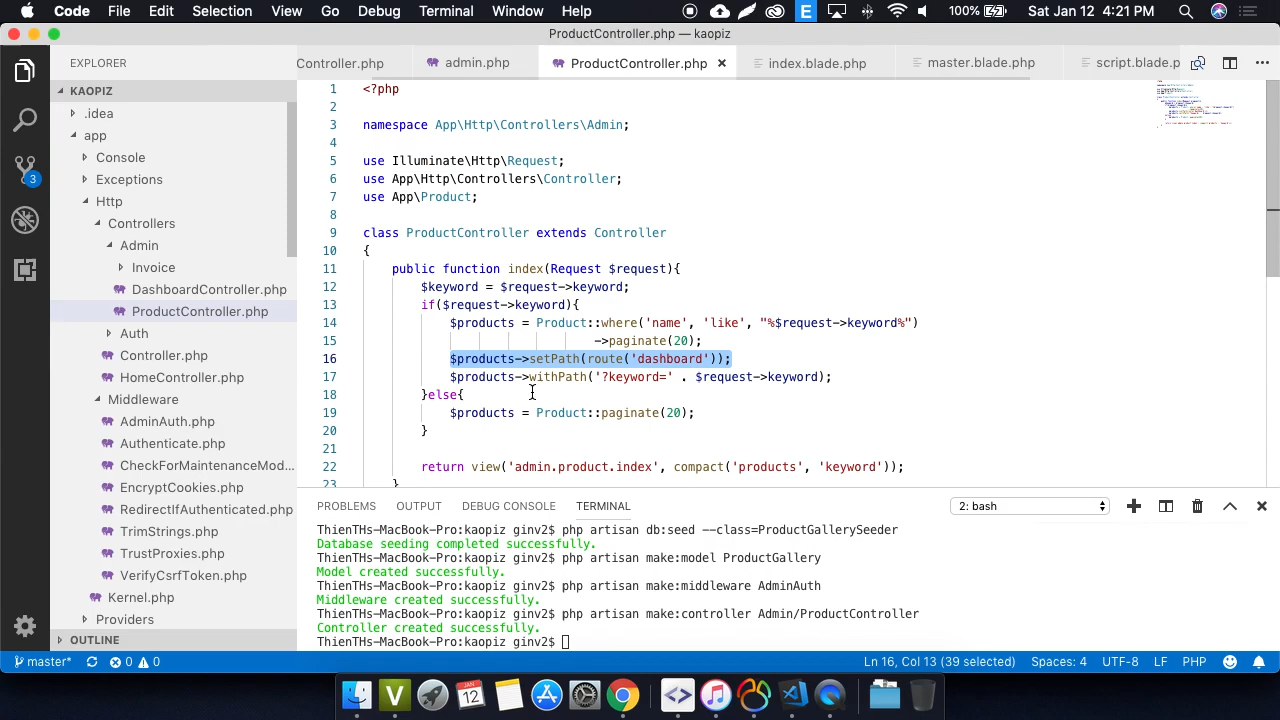 Code File Edit Selection View Go Debug Terminal Window Help E 100% Sat Jan 12 4:21 PM
ProductController.php — kaopiz
EXPLORER
Controller.php admin.php ProductController.php index.blade.php master.blade.php script.blade.p
KAOPIZ
.idea
app
Console
Exceptions
Http
Controllers
Admin
Invoice
DashboardController.php
ProductController.php
Auth
Controller.php
HomeController.php
Middleware
AdminAuth.php
Authenticate.php
CheckForMaintenanceMod...
EncryptCookies.php
RedirectIfAuthenticated.php
TrimStrings.php
TrustProxies.php
VerifyCsrfToken.php
Kernel.php
Providers
OUTLINE
3
1 <?php
2
3 namespace App\Http\Controllers\Admin;
4
5 use Illuminate\Http\Request;
6 use App\Http\Controllers\Controller;
7 use App\Product;
8
9 class ProductController extends Controller
10 {
11 public function index(Request $request){
12 $keyword = $request->keyword;
13 if($request->keyword){
14 $products = Product::where('name', 'like', "%$request->keyword%")
15 ->paginate(20);
16 $products->setPath(route('dashboard'));
17 $products->withPath('?keyword=' . $request->keyword);
18 }else{
19 $products = Product::paginate(20);
20 }
21
22 return view('admin.product.index', compact('products', 'keyword'));
23 }
PROBLEMS OUTPUT DEBUG CONSOLE TERMINAL 2: bash
ThienTHs-MacBook-Pro:kaopiz ginv2$ php artisan db:seed --class=ProductGallerySeeder
Database seeding completed successfully.
ThienTHs-MacBook-Pro:kaopiz ginv2$ php artisan make:model ProductGallery
Model created successfully.
ThienTHs-MacBook-Pro:kaopiz ginv2$ php artisan make:middleware AdminAuth
Middleware created successfully.
ThienTHs-MacBook-Pro:kaopiz ginv2$ php artisan make:controller Admin/ProductController
Controller created successfully.
ThienTHs-MacBook-Pro:kaopiz ginv2$
master* 0 0 Ln 16, Col 13 (39 selected) Spaces: 4 UTF-8 LF PHP
JAN
12
V